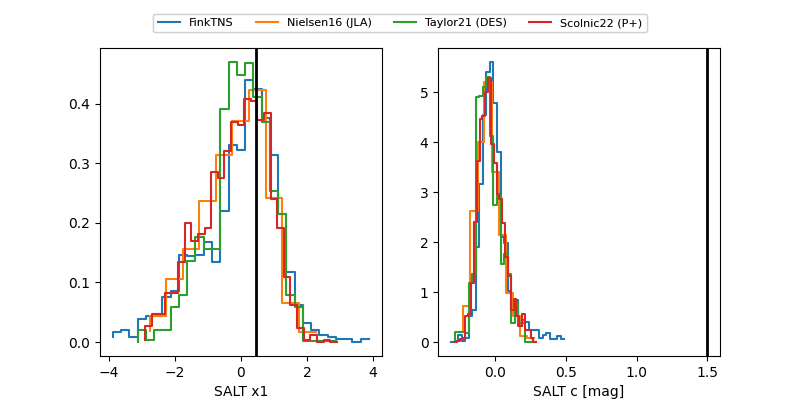 FinkTNS Nielsen16 (JLA) Taylor21 (DES) Scolnic22 (P+)
0.4
0.3
0.2
0.1
0.0
−4 −2 0 2 4
SALT x1
5
4
3
2
1
0
0.0 0.5 1.0 1.5
SALT c [mag]